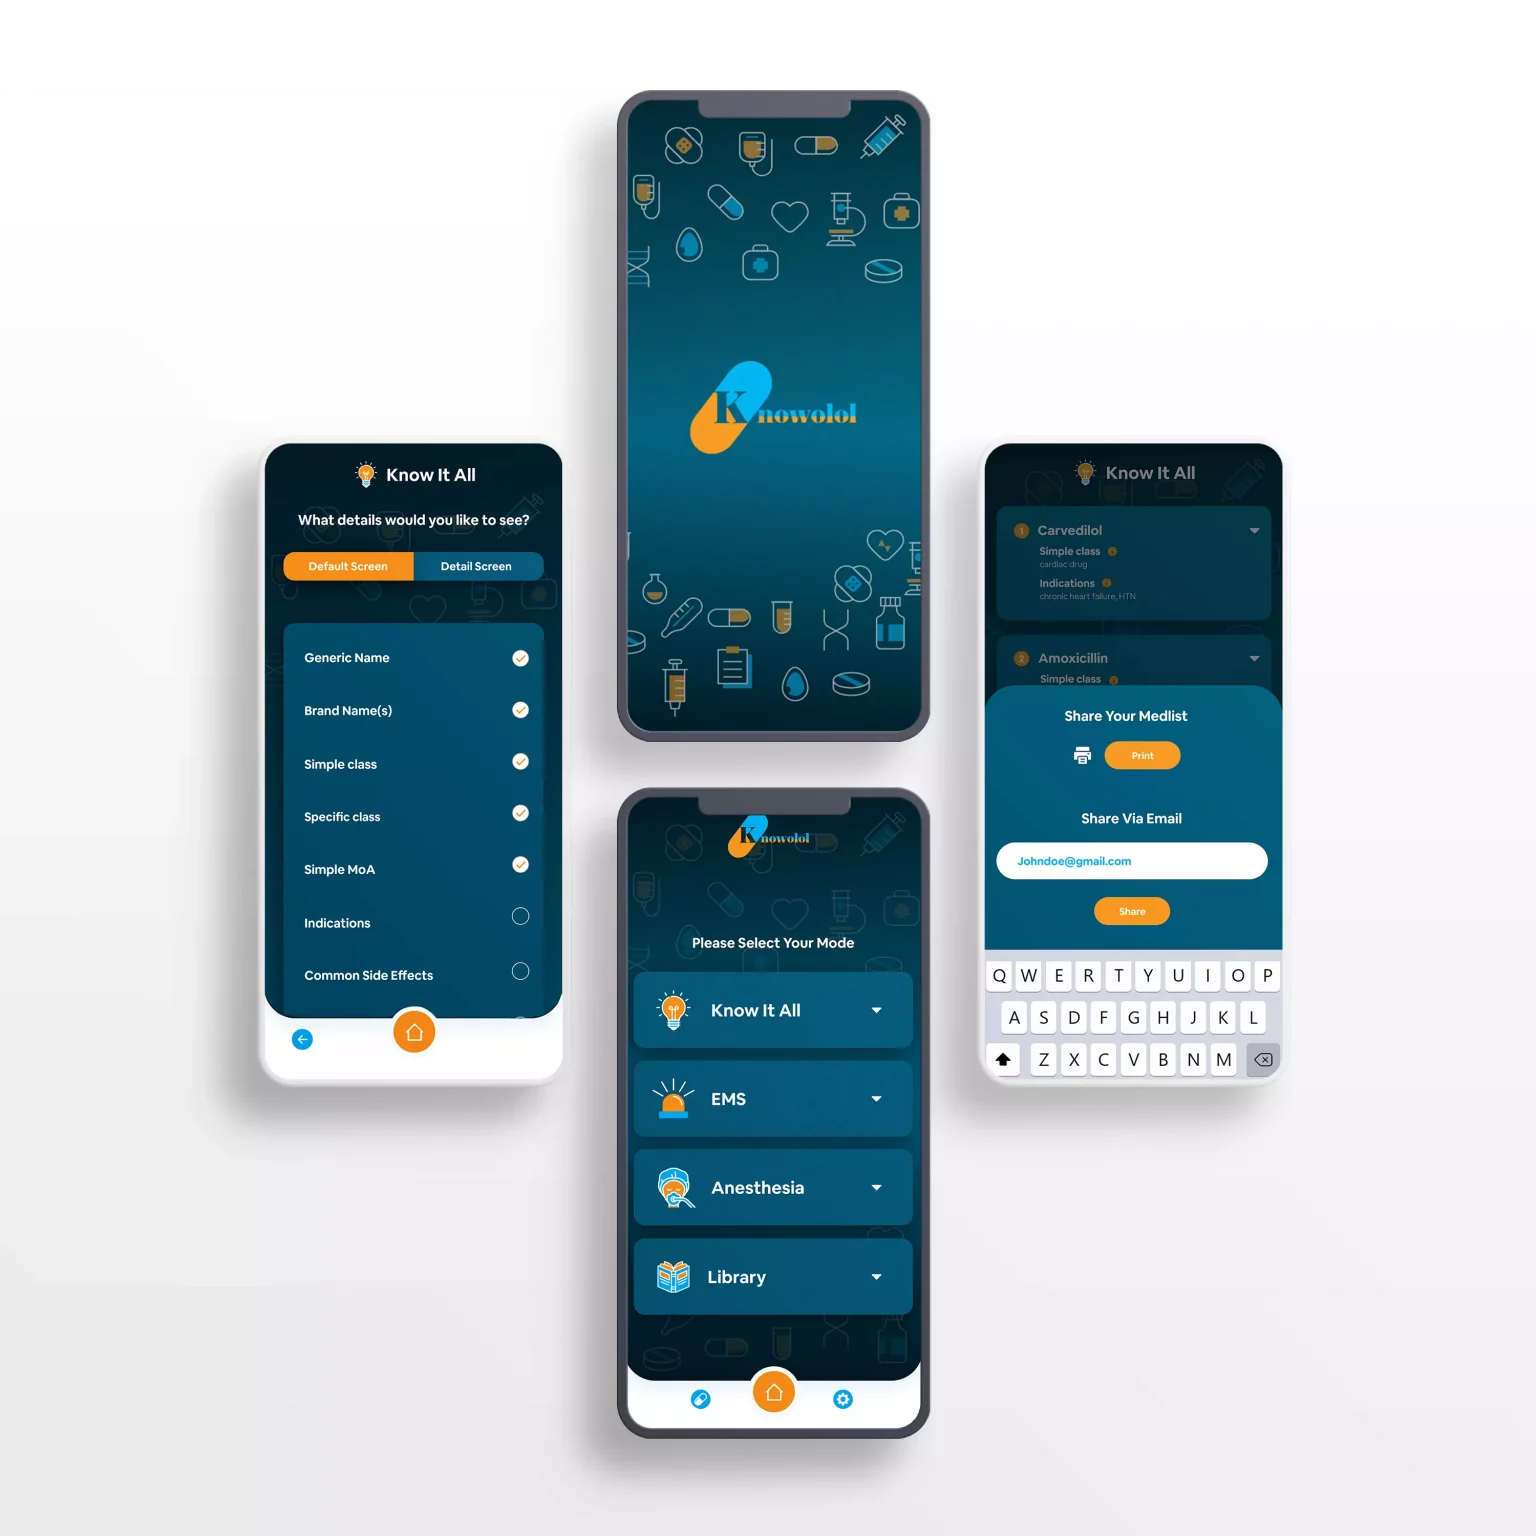 Knowolol
Know It All
What details would you like to see?
Default Screen
Detail Screen
Generic Name
Brand Name(s)
Simple class
Specific class
Simple MoA
Indications
Common Side Effects
Knowolol
Please Select Your Mode
Know It All
EMS
Anesthesia
Library
Know It All
1 Carvedilol
Simple class
cardiac drug
Indications
chronic heart failure, HTN
2 Amoxicillin
Simple class
Share Your Medlist
Print
Share Via Email
Johndoe@gmail.com
Share
Q W E R T Y U I O P
A S D F G H J K L
Z X C V B N M